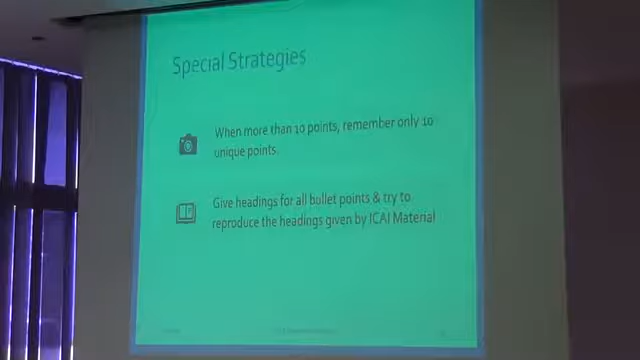 Special Strategies
When more than 10 points, remember only 10
unique points.
Give headings for all bullet points & try to
reproduce the headings given by ICAI Material